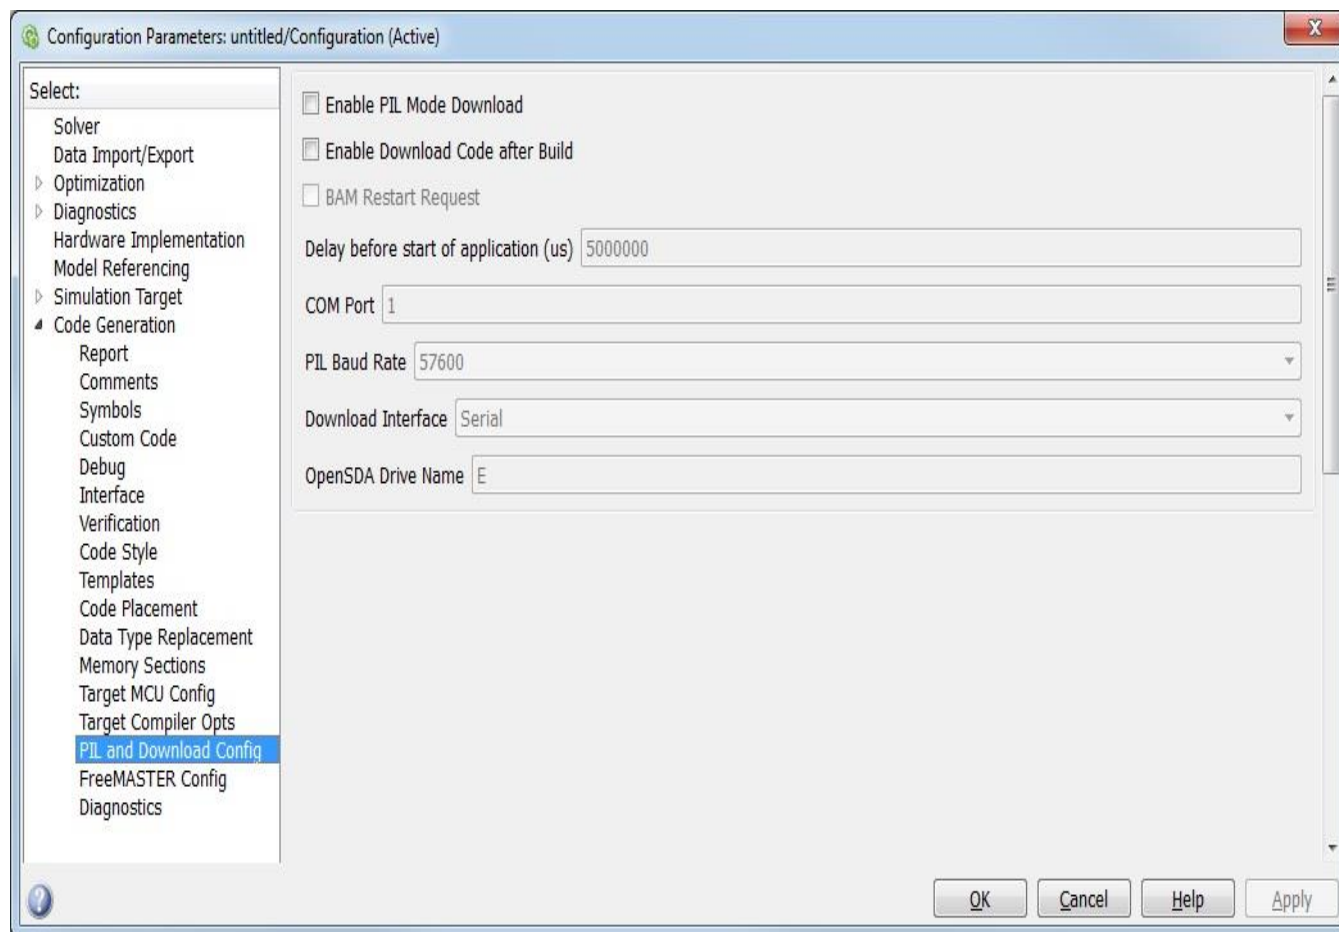 Configuration Parameters: untitled/Configuration (Active)
X
Select:
Solver
Data Import/Export
Optimization
Diagnostics
Hardware Implementation
Model Referencing
Simulation Target
Code Generation
Report
Comments
Symbols
Custom Code
Debug
Interface
Verification
Code Style
Templates
Code Placement
Data Type Replacement
Memory Sections
Target MCU Config
Target Compiler Opts
PIL and Download Config
FreeMASTER Config
Diagnostics
Enable PIL Mode Download
Enable Download Code after Build
BAM Restart Request
Delay before start of application (us) 5000000
COM Port 1
PIL Baud Rate 57600
Download Interface Serial
OpenSDA Drive Name E
?
OK Cancel Help Apply